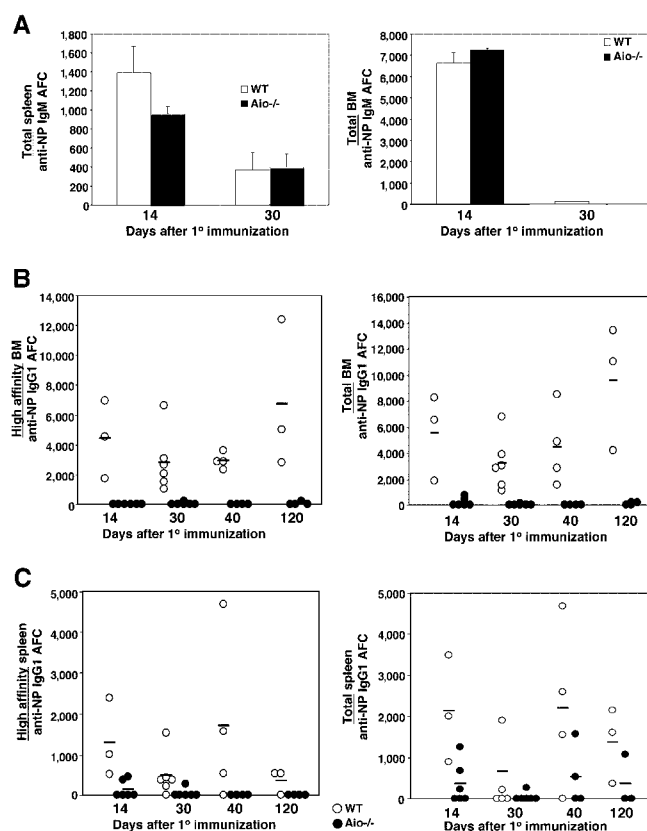 A
Total spleen
anti-NP IgM AFC
1,800
1,600
1,400
1,200
1,000
800
600
400
200
0
WT
Aio-/-
14
30
Days after 1º immunization
Total BM
anti-NP IgM AFC
8,000
7,000
6,000
5,000
4,000
3,000
2,000
1,000
0
WT
Aio-/-
14
30
Days after 1º immunization
B
High affinity BM
anti-NP IgG1 AFC
14,000
12,000
10,000
8,000
6,000
4,000
2,000
0
14
30
40
120
Days after 1º immunization
Total BM
anti-NP IgG1 AFC
16,000
14,000
12,000
10,000
8,000
6,000
4,000
2,000
0
14
30
40
120
Days after 1º immunization
C
High affinity spleen
anti-NP IgG1 AFC
5,000
4,000
3,000
2,000
1,000
0
14
30
40
120
Days after 1º immunization
WT
Aio-/-
Total spleen
anti-NP IgG1 AFC
5,000
4,000
3,000
2,000
1,000
0
14
30
40
120
Days after 1º immunization